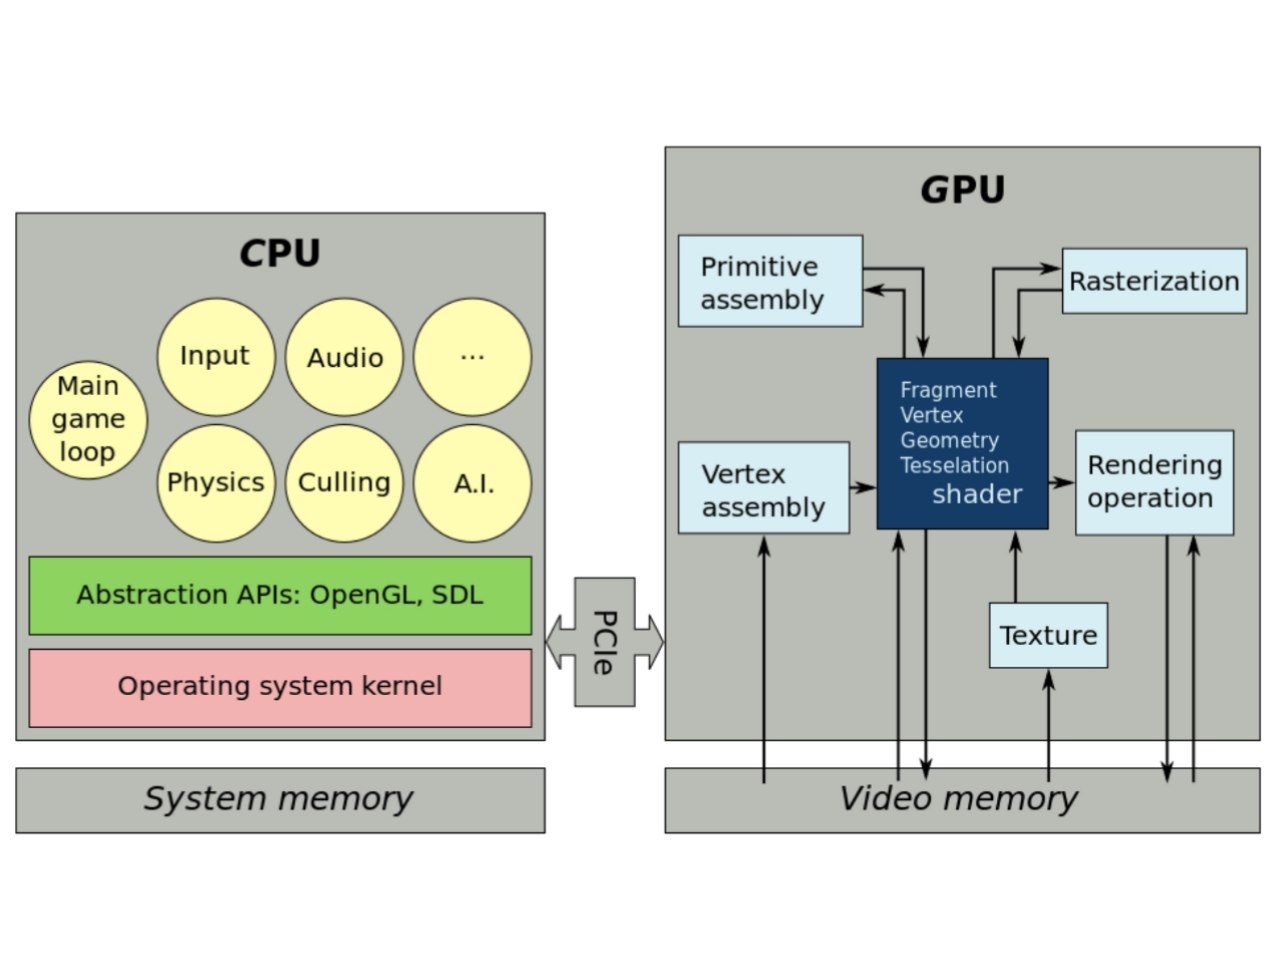 CPU
Input
Audio
...
Main
game
loop
Physics
Culling
A.I.
Abstraction APIs: OpenGL, SDL
Operating system kernel
System memory
PCIe
GPU
Primitive
assembly
Rasterization
Fragment
Vertex
Geometry
Tesselation
shader
Vertex
assembly
Rendering
operation
Texture
Video memory